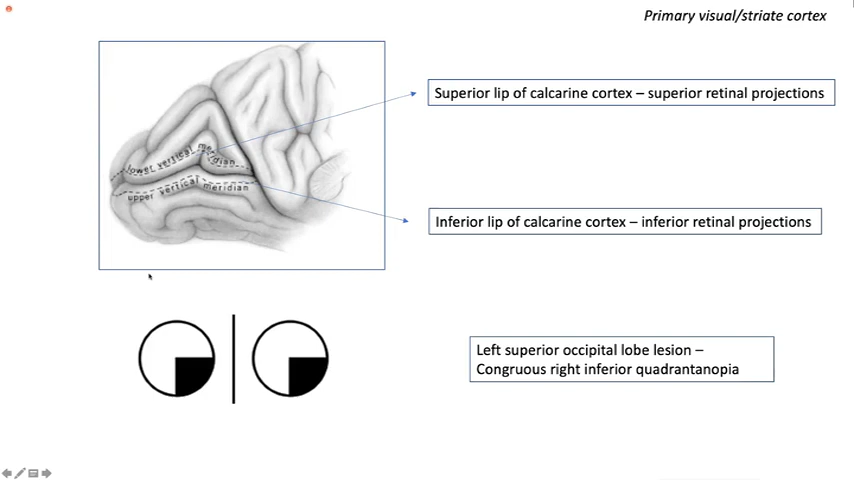 Primary visual/striate cortex
Superior lip of calcarine cortex – superior retinal projections
lower vertical meridian
upper vertical meridian
Inferior lip of calcarine cortex – inferior retinal projections
Left superior occipital lobe lesion –
Congruous right inferior quadrantanopia